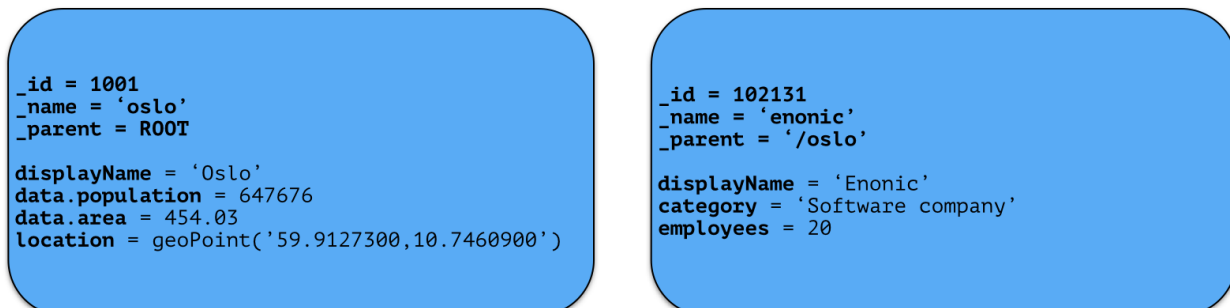 _id = 1001
_name = ‘oslo’
_parent = ROOT
displayName = ‘Oslo’
data.population = 647676
data.area = 454.03
location = geoPoint(’59.9127300,10.7460900’)
_id = 102131
_name = ‘enonic’
_parent = ‘/oslo’
displayName = ‘Enonic’
category = ‘Software company’
employees = 20